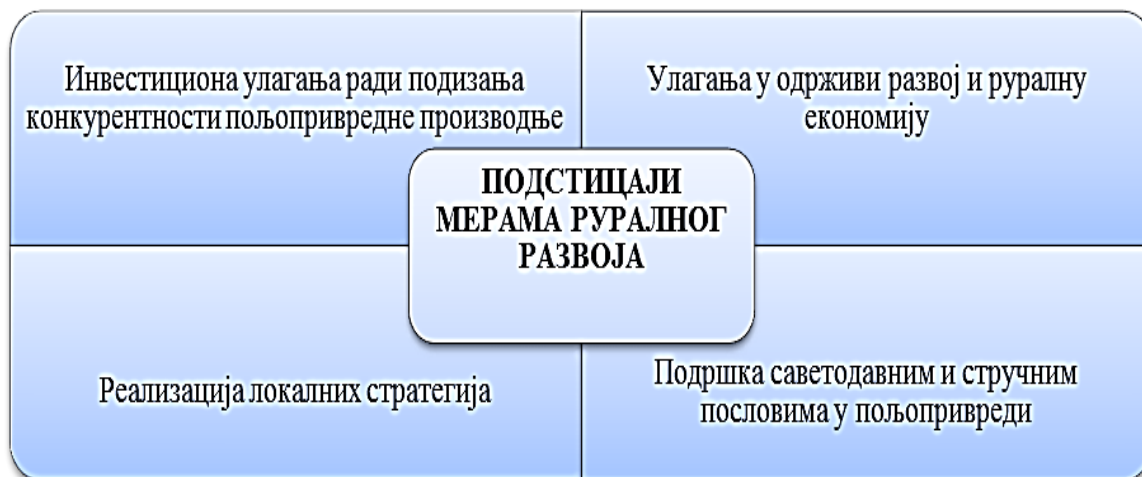 Инвестициона улагања ради подизања
конкурентности пољопривредне производње
Улагања у одрживи развој и руралну
економију
ПОДСТИЦАЈИ
МЕРАМА РУРАЛНОГ
РАЗВОЈА
Реализација локалних стратегија
Подршка саветодавним и стручним
пословима у пољопривреди